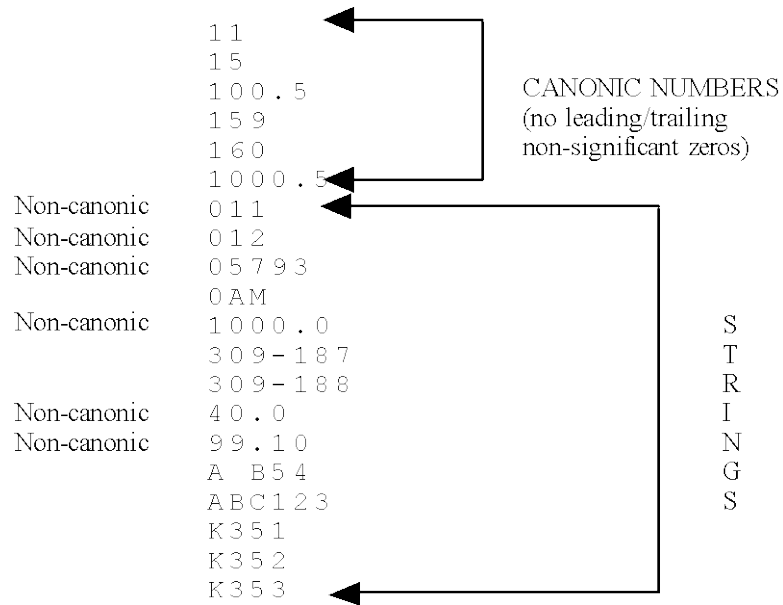 11
15
100.5
CANONIC NUMBERS
(no leading/trailing
non-significant zeros)
159
160
1000.5
Non-canonic 011
Non-canonic 012
Non-canonic 05793
0AM
Non-canonic 1000.0
309-187
309-188
Non-canonic 40.0
Non-canonic 99.10
A B54
ABC123
K351
K352
K353
S
T
R
I
N
G
S